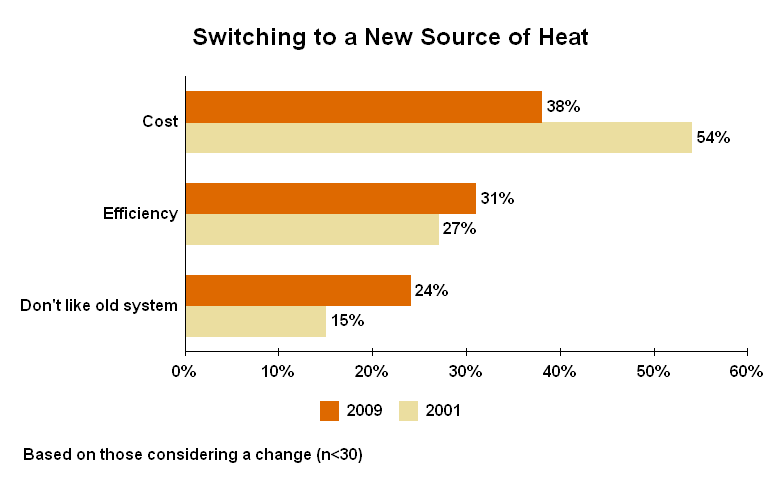 Switching to a New Source of Heat
Cost
38%
54%
Efficiency
31%
27%
Don't like old system
24%
15%
0% 10% 20% 30% 40% 50% 60%
2009 2001
Based on those considering a change (n<30)